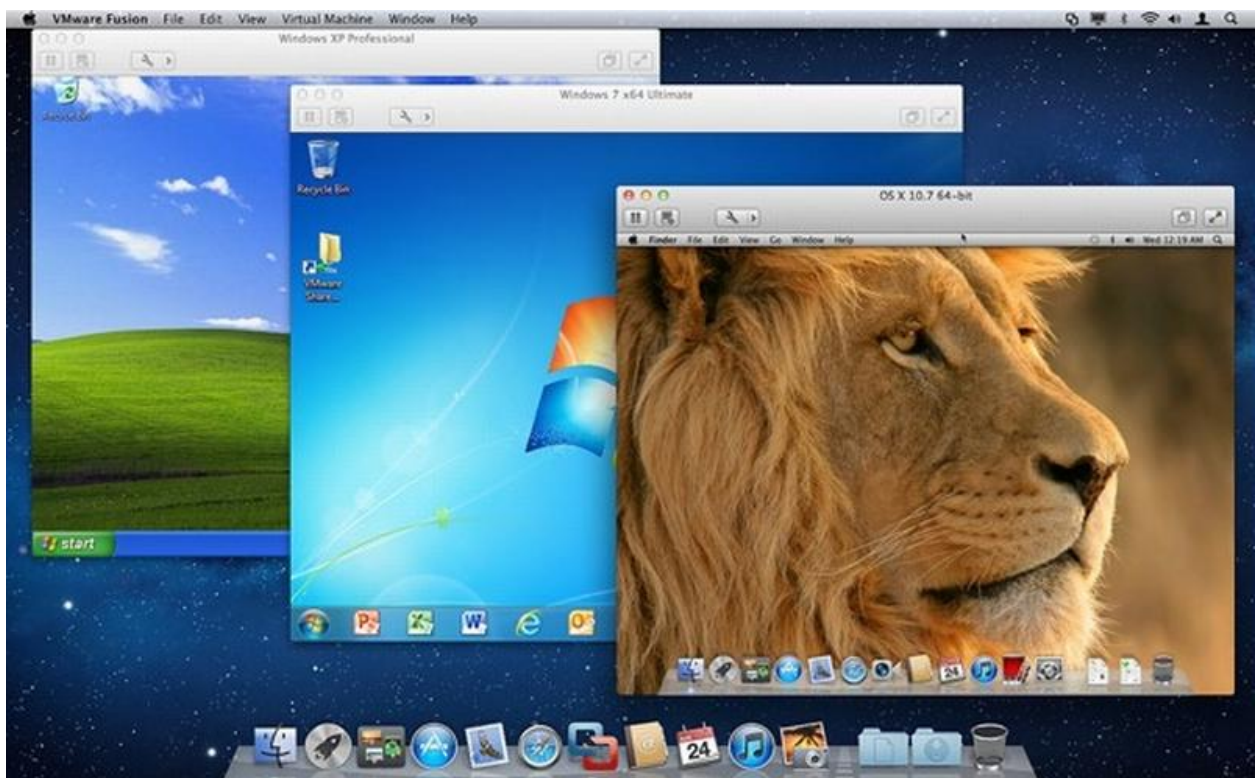 VMware Fusion File Edit View Virtual Machine Window Help
Windows XP Professional
Recycle Bin
Windows 7 x64 Ultimate
Recycle Bin
VMware
Share...
OS X 10.7 64-bit
Finder File Edit View Go Window Help Wed 12:19 AM
start
24
24